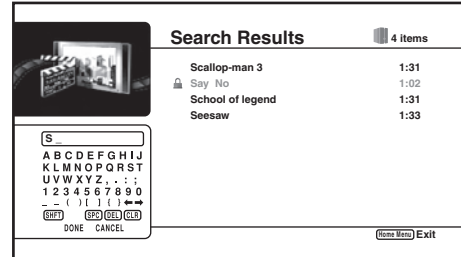 Search Results
4 items
Scallop-man 3 1:31
Say No 1:02
School of legend 1:31
Seesaw 1:33
S _
A B C D E F G H I J
K L M N O P Q R S T
U V W X Y Z , . : ;
1 2 3 4 5 6 7 8 9 0
_ _ ( ) [ ] { } ← →
SHFT SPC DEL CLR
DONE CANCEL
Home Menu Exit